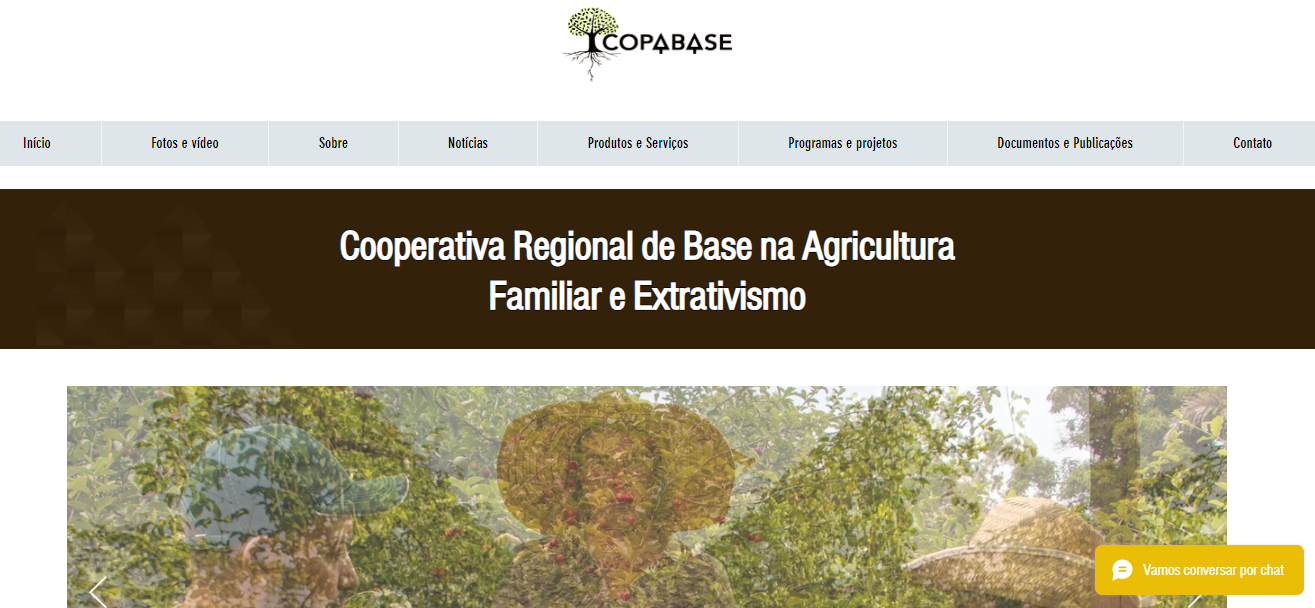 COPABASE
Início
Fotos e vídeo
Sobre
Notícias
Produtos e Serviços
Programas e projetos
Documentos e Publicações
Contato
Cooperativa Regional de Base na Agricultura
Familiar e Extrativismo
Vamos conversar por chat